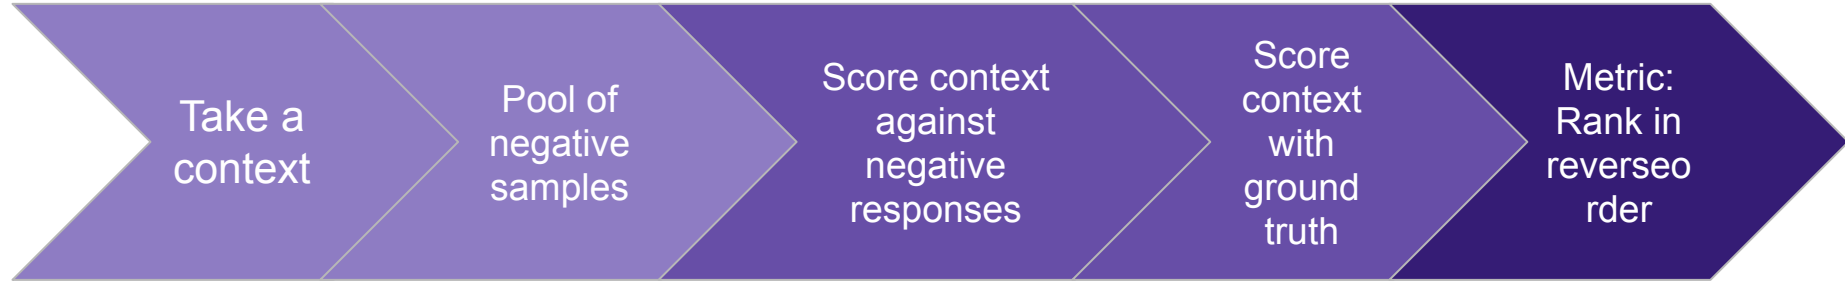 Take a
context
Pool of
negative
samples
Score context
against
negative
responses
Score
context
with
ground
truth
Metric:
Rank in
reverseo
rder